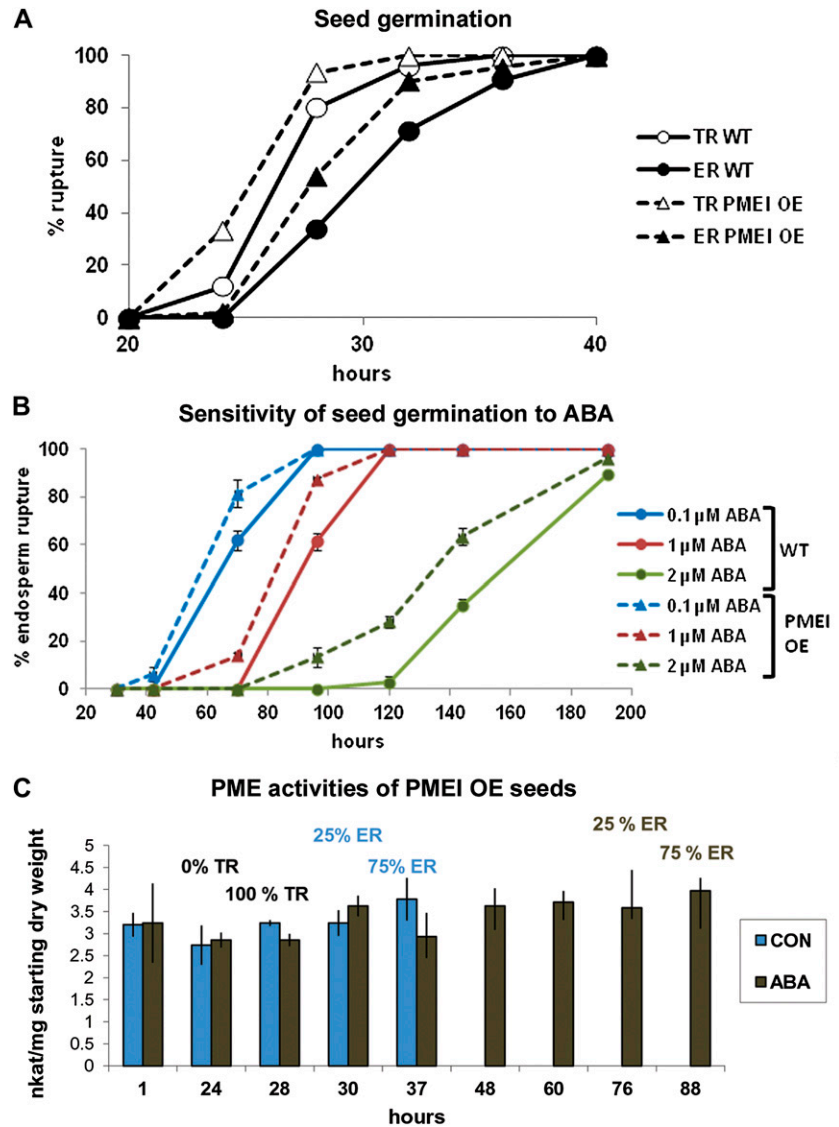 A
Seed germination
% rupture
100
80
60
40
20
0
20
30
40
hours
TR WT
ER WT
TR PMEI OE
ER PMEI OE
B
Sensitivity of seed germination to ABA
% endosperm rupture
100
80
60
40
20
0
20
40
60
80
100
120
140
160
180
200
hours
0.1 µM ABA
1 µM ABA
2 µM ABA
WT
0.1 µM ABA
1 µM ABA
2 µM ABA
PMEI
OE
C
PME activities of PMEI OE seeds
nkat/mg starting dry weight
5
4.5
4
3.5
3
2.5
2
1.5
1
0.5
0
0% TR
100 % TR
25% ER
75% ER
25 % ER
75 % ER
1
24
28
30
37
48
60
76
88
hours
CON
ABA